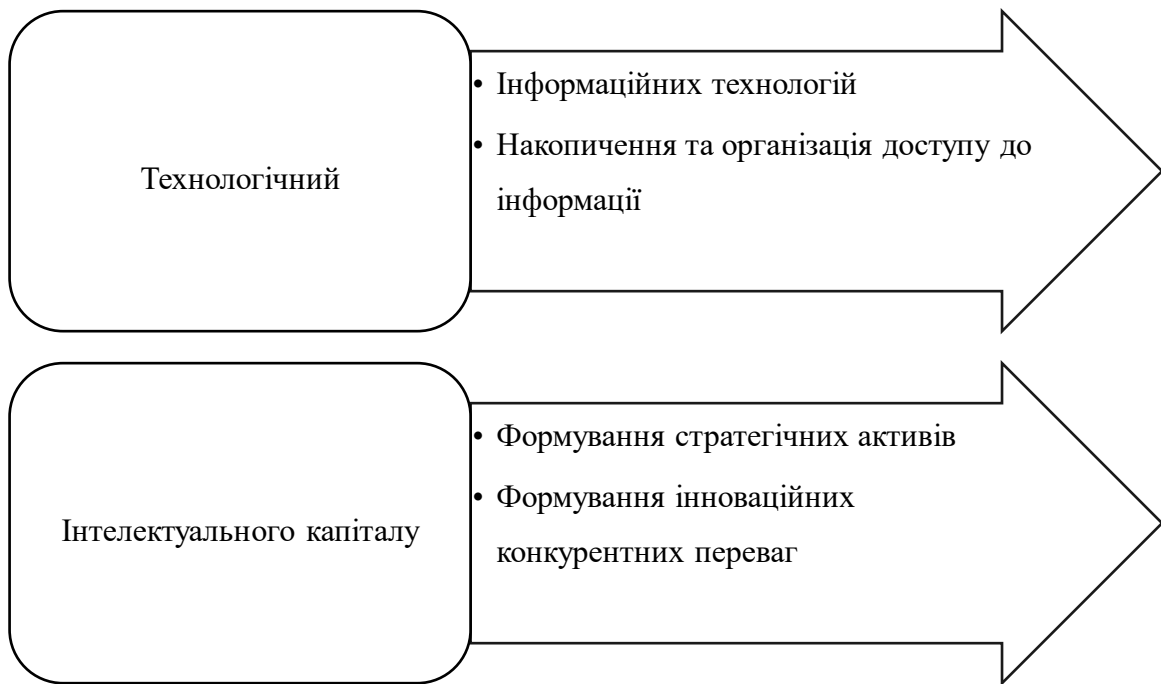 Технологічний
• Інформаційних технологій
• Накопичення та організація доступу до
інформації
Інтелектуального капіталу
• Формування стратегічних активів
• Формування інноваційних
конкурентних переваг